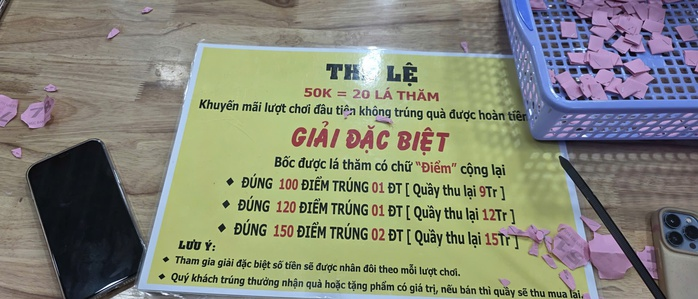 THỂ LỆ
50K = 20 LÁ THĂM
Khuyến mãi lượt chơi đầu tiên không trúng quà được hoàn tiền
GIẢI ĐẶC BIỆT
Bốc được lá thăm có chữ "Điểm" cộng lại
◆ ĐÚNG 100 ĐIỂM TRÚNG 01 ĐT [ Quầy thu lại 9Tr ]
◆ ĐÚNG 120 ĐIỂM TRÚNG 01 ĐT [ Quầy thu lại 12Tr ]
◆ ĐÚNG 150 ĐIỂM TRÚNG 02 ĐT [ Quầy thu lại 15Tr ]
LƯU Ý:
◆ Tham gia giải đặc biệt số tiền sẽ được nhân đôi theo mỗi lượt chơi.
◆ Quý khách trúng thưởng nhận quà hoặc tặng phẩm có giá trị, nếu bán thì quầy sẽ thu mua lại.